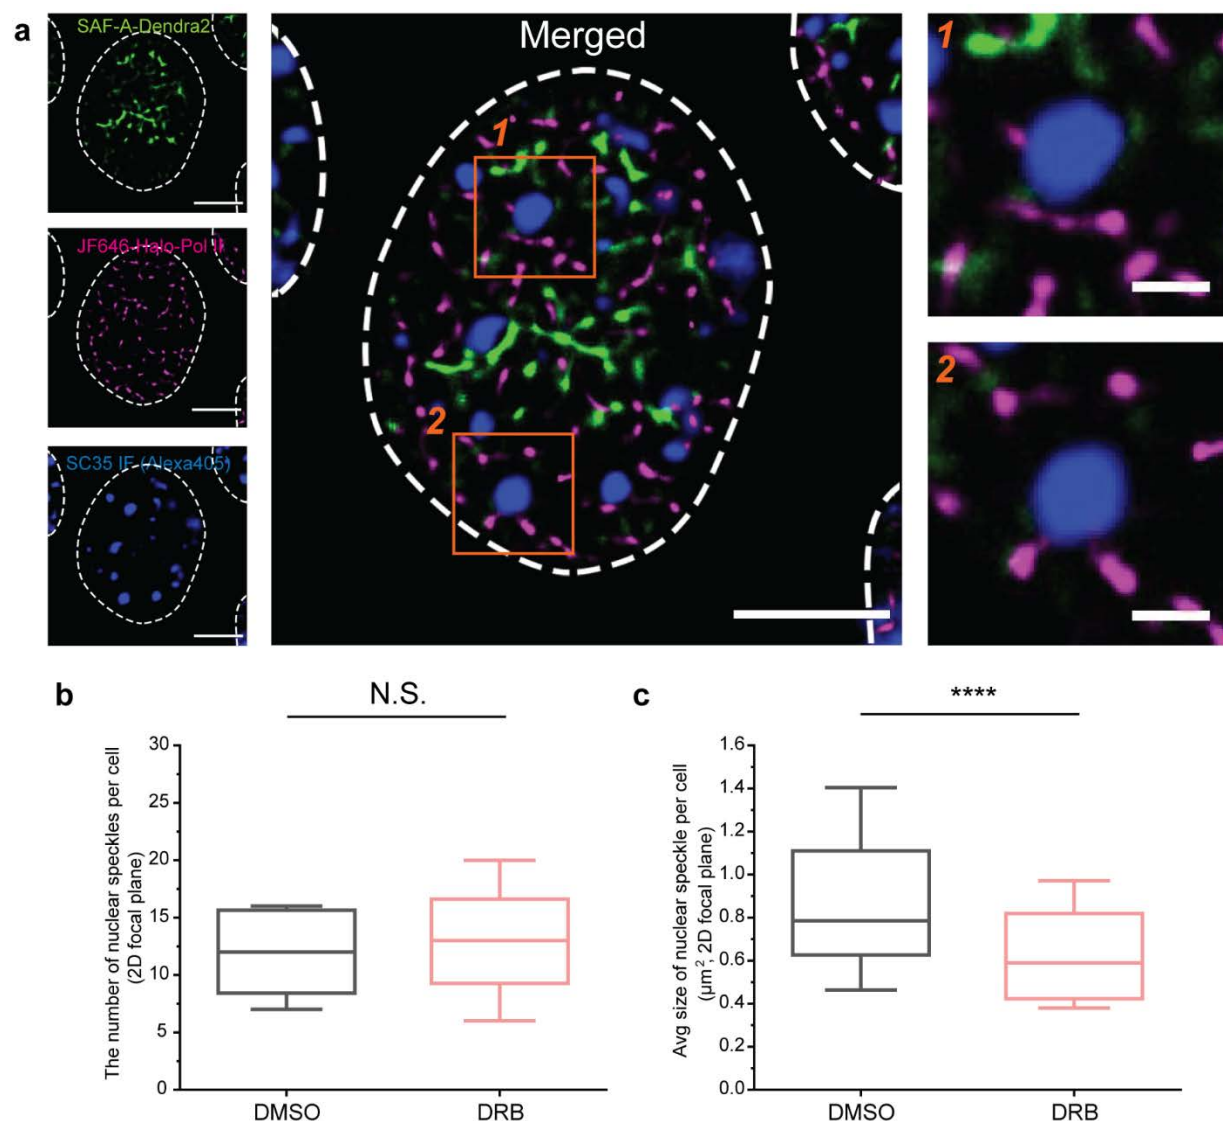 a
SAF-A-Dendra2
JF646-Halo-Pol II
SC35 IF (Alexa405)
Merged
1
2
1
2
b
N.S.
The number of nuclear speckles per cell
(2D focal plane)
30
25
20
15
10
5
0
DMSO
DRB
c
****
Avg size of nuclear speckle per cell
(μm², 2D focal plane)
1.6
1.4
1.2
1.0
0.8
0.6
0.4
0.2
0.0
DMSO
DRB